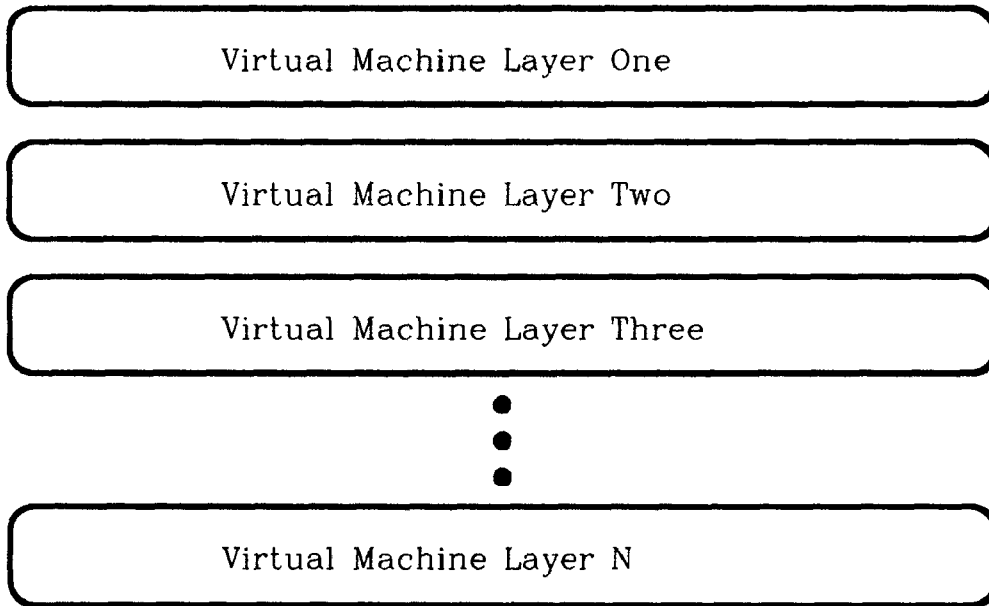 Virtual Machine Layer One
Virtual Machine Layer Two
Virtual Machine Layer Three
Virtual Machine Layer N